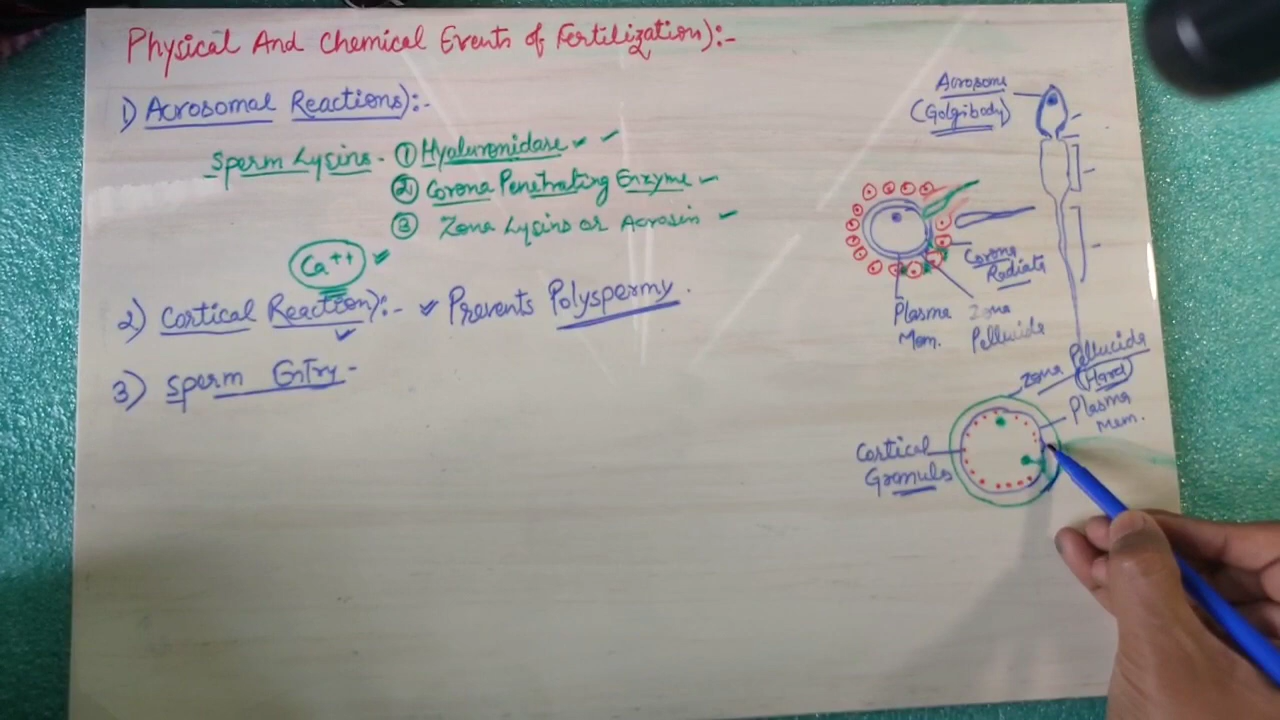 Physical And Chemical Events of Fertilization):-
1) Acrosomal Reactions):-
Sperm Lysins - ① Hyaluronidase
② Corona Penetrating Enzyme
③ Zona Lysins or Acrosin
Ca++
2) Cortical Reaction):- Prevents Polyspermy.
3) Sperm Entry-
Acrosome
(Golgibody)
Corona
Radiata
Plasma
Mem.
Zona
Pellucida
Zona Pellucida
(Hard)
Plasma
Mem.
Cortical
Granuls